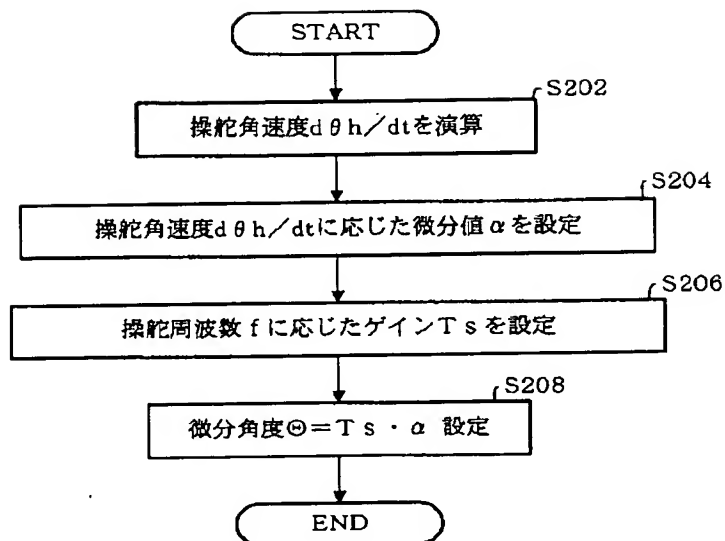 START
S202
操舵角速度dθh/dtを演算
S204
操舵角速度dθh/dtに応じた微分値αを設定
S206
操舵周波数fに応じたゲインTsを設定
S208
微分角度Θ=Ts・α 設定
END